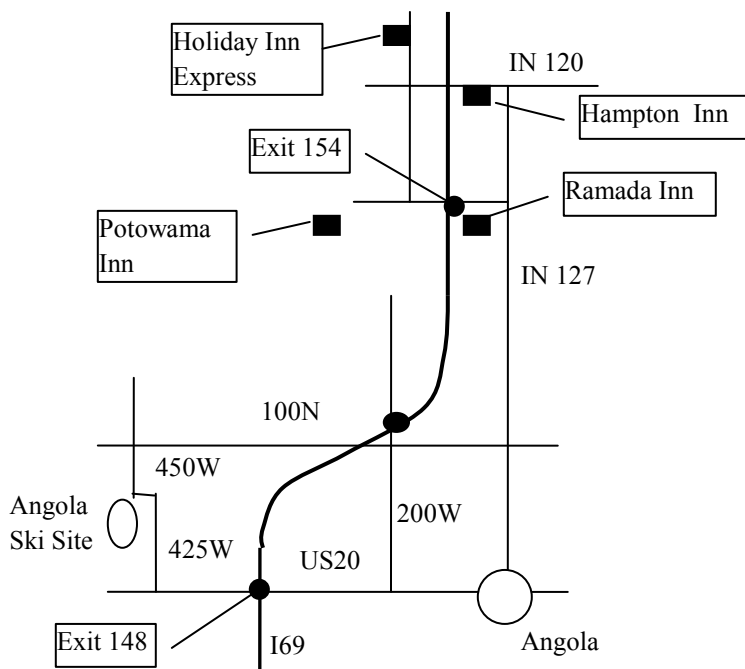 Holiday Inn
Express
IN 120
Hampton  Inn
Exit 154
Ramada Inn
Potowama
Inn
IN 127
100N
450W
Angola
Ski Site
200W
425W
US20
Exit 148
I69
Angola